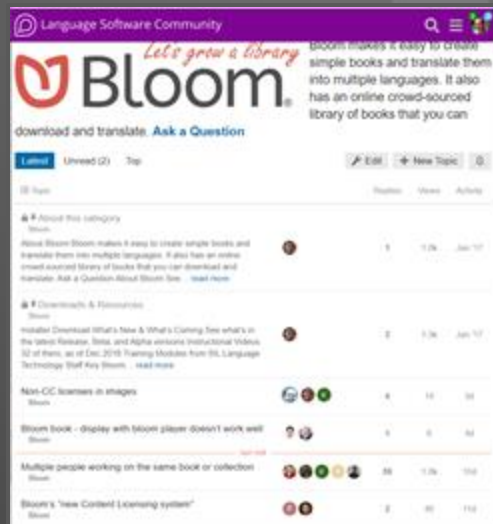 Language Software Community
Let's grow a library
Bloom
Bloom makes it easy to create
simple books and translate them
into multiple languages. It also
has an online crowd-sourced
library of books that you can
download and translate. Ask a Question
Latest Unread (2) Top Edit + New Topic
Topic Replies Views Activity
About this category
Bloom
About Bloom Bloom makes it easy to create simple books and
translate them into multiple languages. It also has an online
crowd-sourced library of books that you can download and
translate. Ask a Question About Bloom See ... read more
1 Jan '17
Downloads & Resources
Bloom
Installer Download What's New & What's Coming See what's in
the latest Release, Beta, and Alpha versions Instructional Videos
32 of them, as of Dec 2018 Training Modules from SIL Language
Technology Staff Key Bloom ... read more
2 Jan '17
Non-CC licenses in images
Bloom
Bloom book - display with bloom player doesn't work well
Bloom
Multiple people working on the same book or collection
Bloom
Bloom's "new Content Licensing system"
Bloom